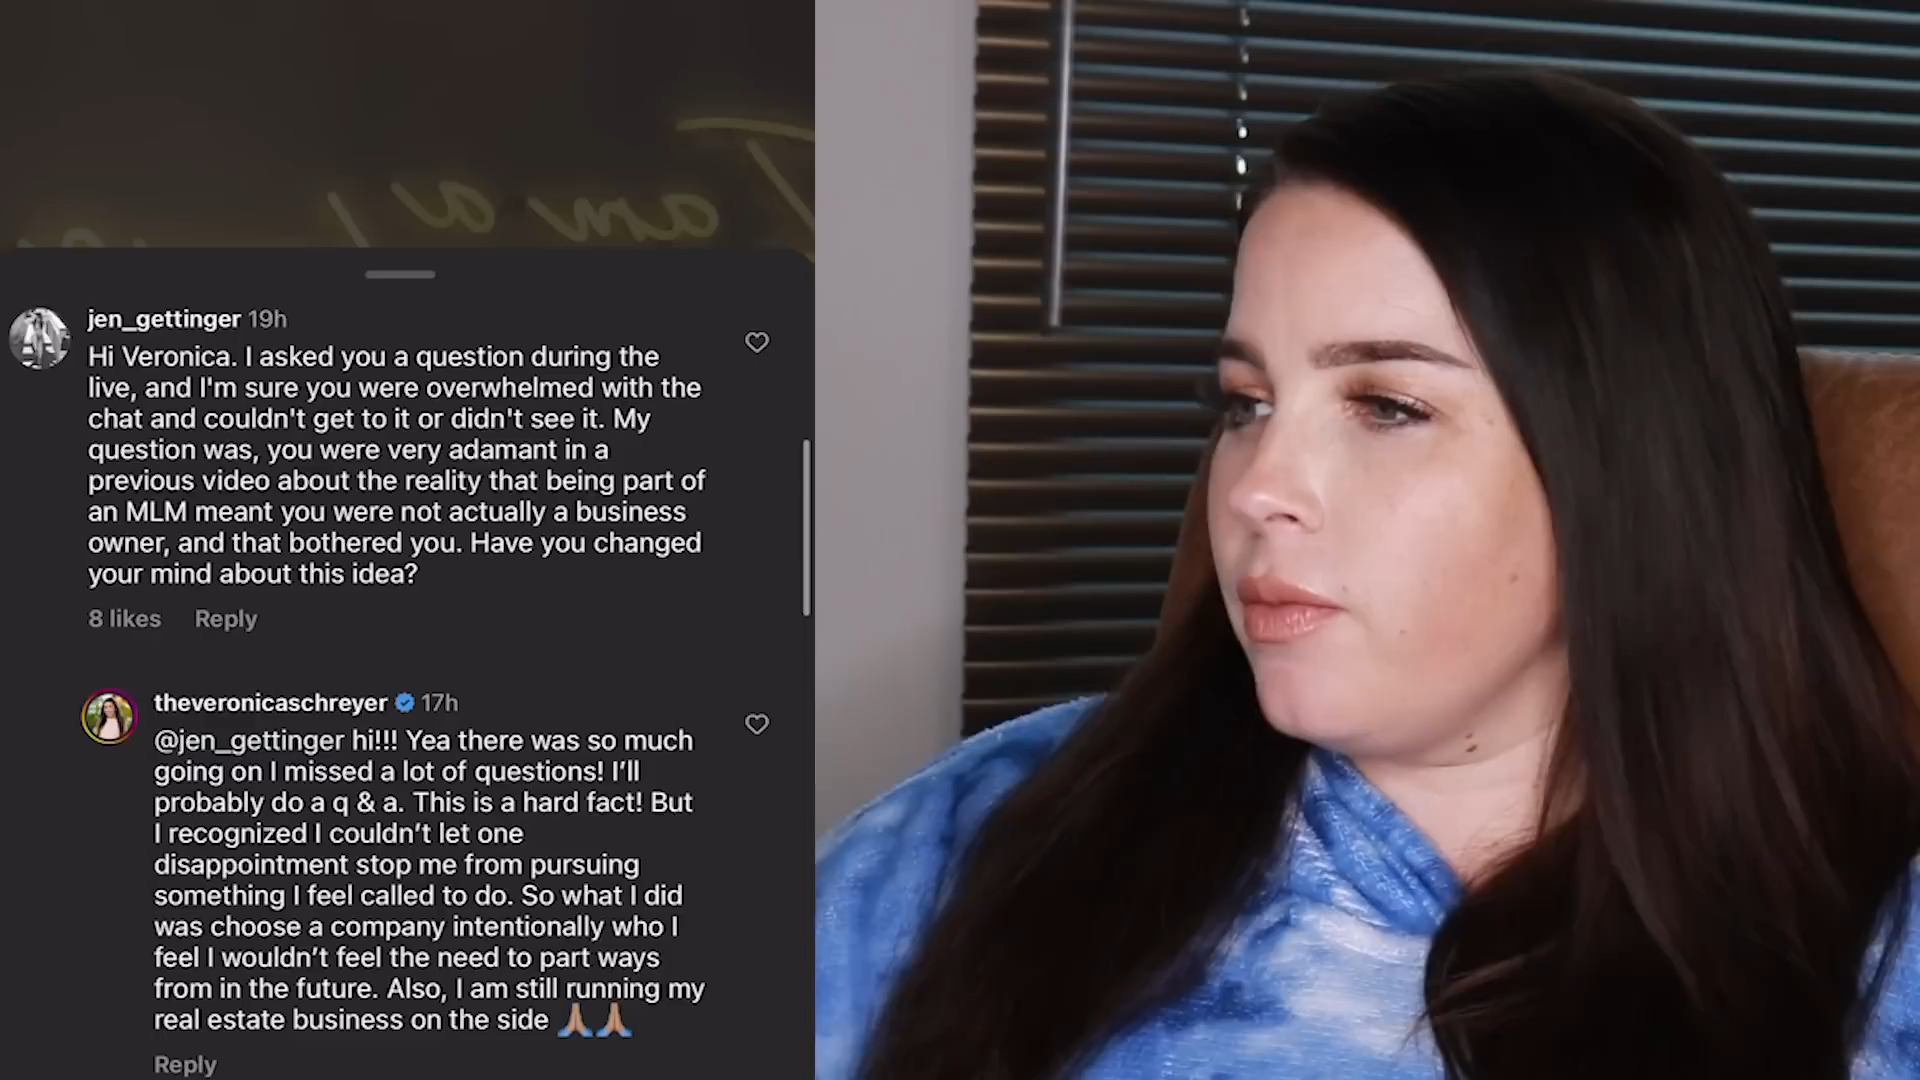 I am a
jen_gettinger 19h
Hi Veronica. I asked you a question during the
live, and I'm sure you were overwhelmed with the
chat and couldn't get to it or didn't see it. My
question was, you were very adamant in a
previous video about the reality that being part of
an MLM meant you were not actually a business
owner, and that bothered you. Have you changed
your mind about this idea?
8 likes Reply
theveronicaschreyer 17h
@jen_gettinger hi!!! Yea there was so much
going on I missed a lot of questions! I’ll
probably do a q & a. This is a hard fact! But
I recognized I couldn’t let one
disappointment stop me from pursuing
something I feel called to do. So what I did
was choose a company intentionally who I
feel I wouldn’t feel the need to part ways
from in the future. Also, I am still running my
real estate business on the side 🙏🏽🙏🏽
Reply